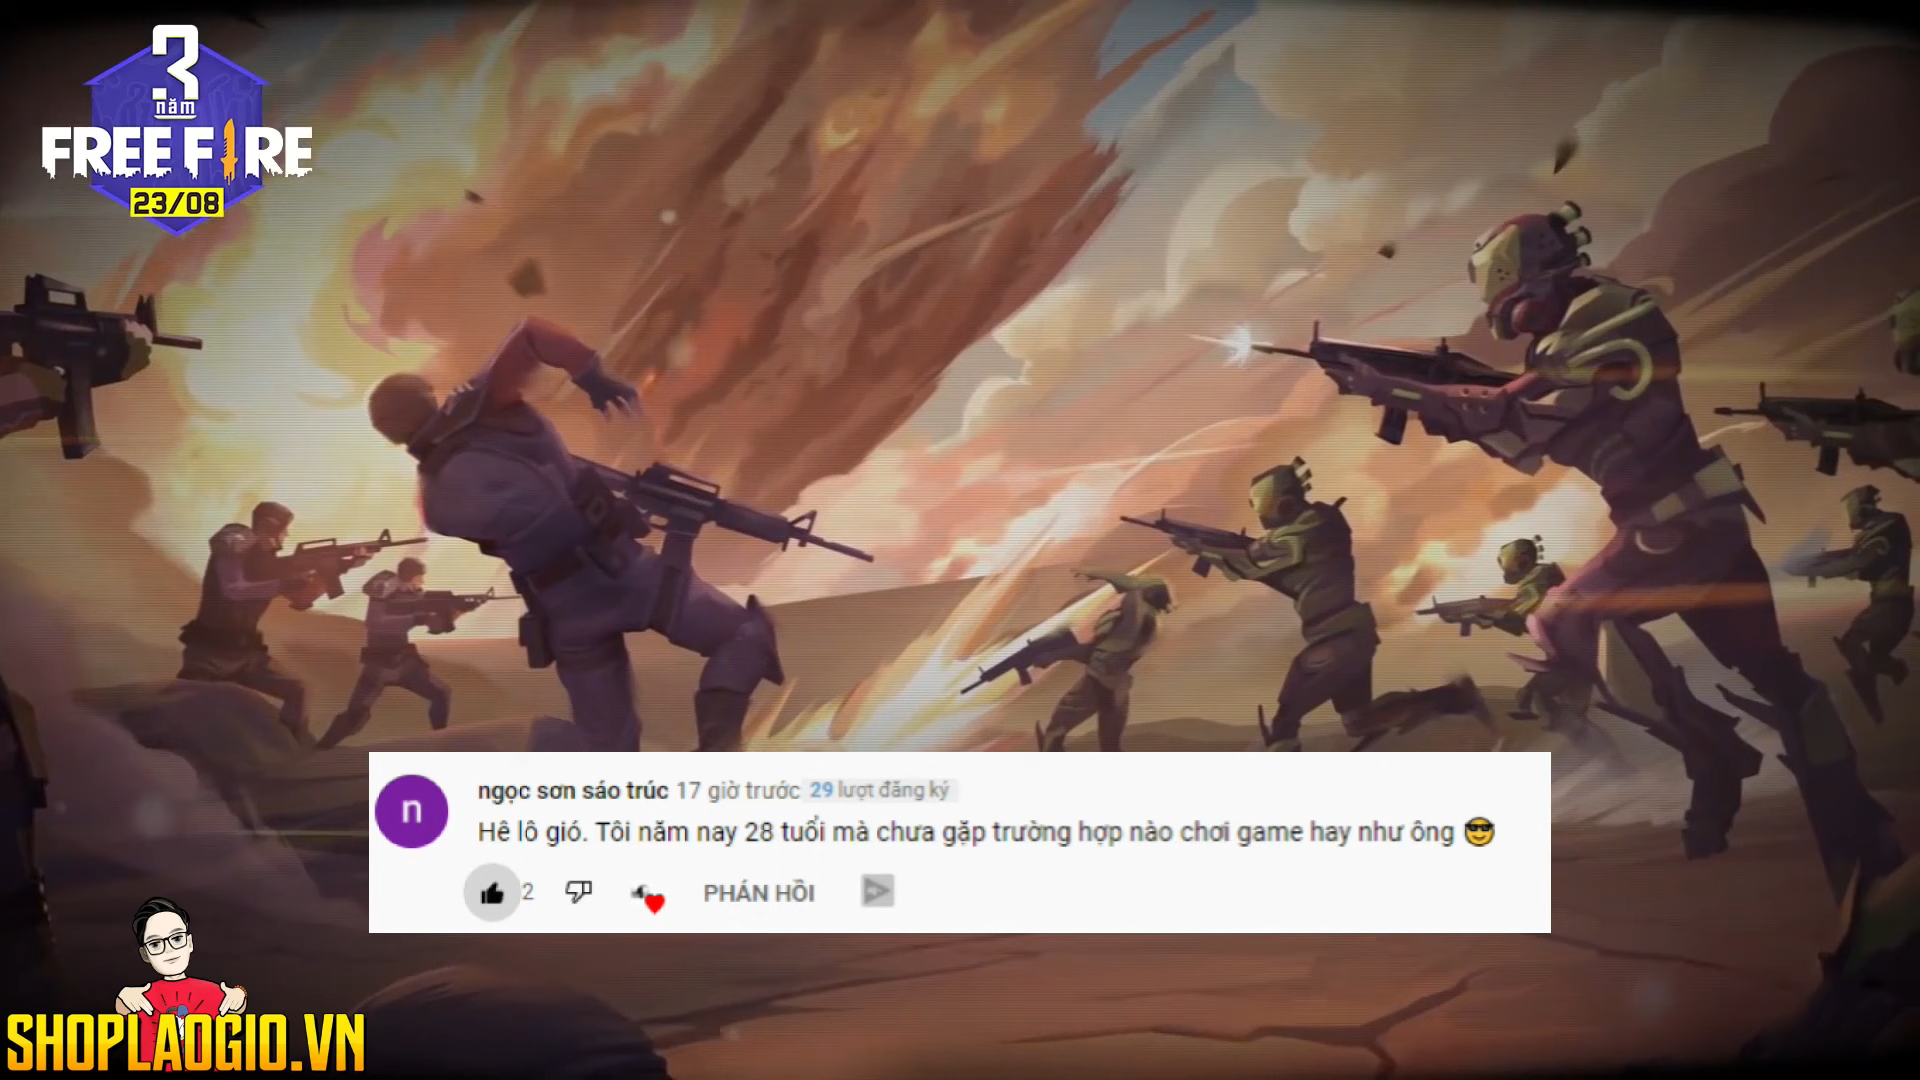 3
năm
FREE FIRE
23/08
n
ngọc sơn sáo trúc 17 giờ trước 29 lượt đăng ký
Hê lô gió. Tôi năm nay 28 tuổi mà chưa gặp trường hợp nào chơi game hay như ông 😎
2 PHẢN HỒI
SHOPLAOGIO.VN